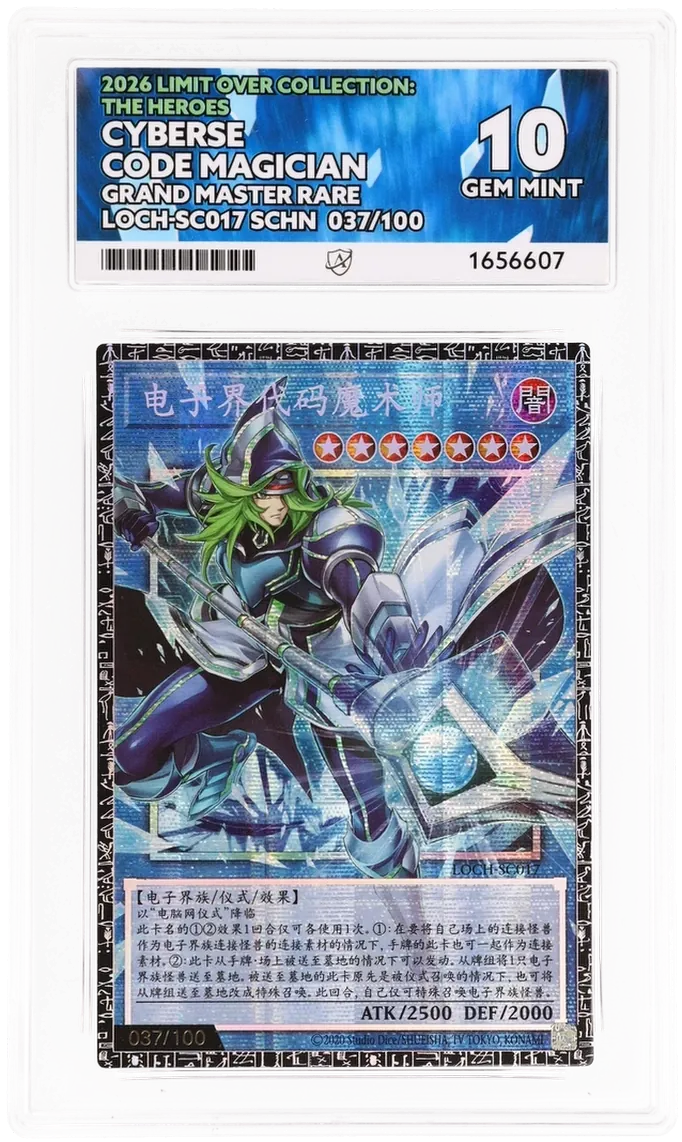 2026 LIMIT OVER COLLECTION:
THE HEROES
CYBERSE
CODE MAGICIAN
GRAND MASTER RARE
LOCH-SC017 SCHN 037/100
10
GEM MINT
1656607
电子界代码魔术师
闇
LOCH-SC017
【电子界族/仪式/效果】
以“电脑网仪式”降临
此卡名的①②效果1回合仅可各使用1次。①:在要将自己场上的连接怪兽
作为电子界族连接怪兽的连接素材的情况下,手牌的此卡也可一起作为连接
素材。②:此卡从手牌·场上被送至墓地的情况下可以发动。从牌组将1只电子
界族怪兽送至墓地。被送至墓地的此卡原先是被仪式召唤的情况下,也可将
从牌组送至墓地改成特殊召唤。此回合,自己仅可特殊召唤电子界族怪兽。
ATK/2500 DEF/2000
037/100
©2020 Studio Dice/SHUEISHA, TV TOKYO, KONAMI